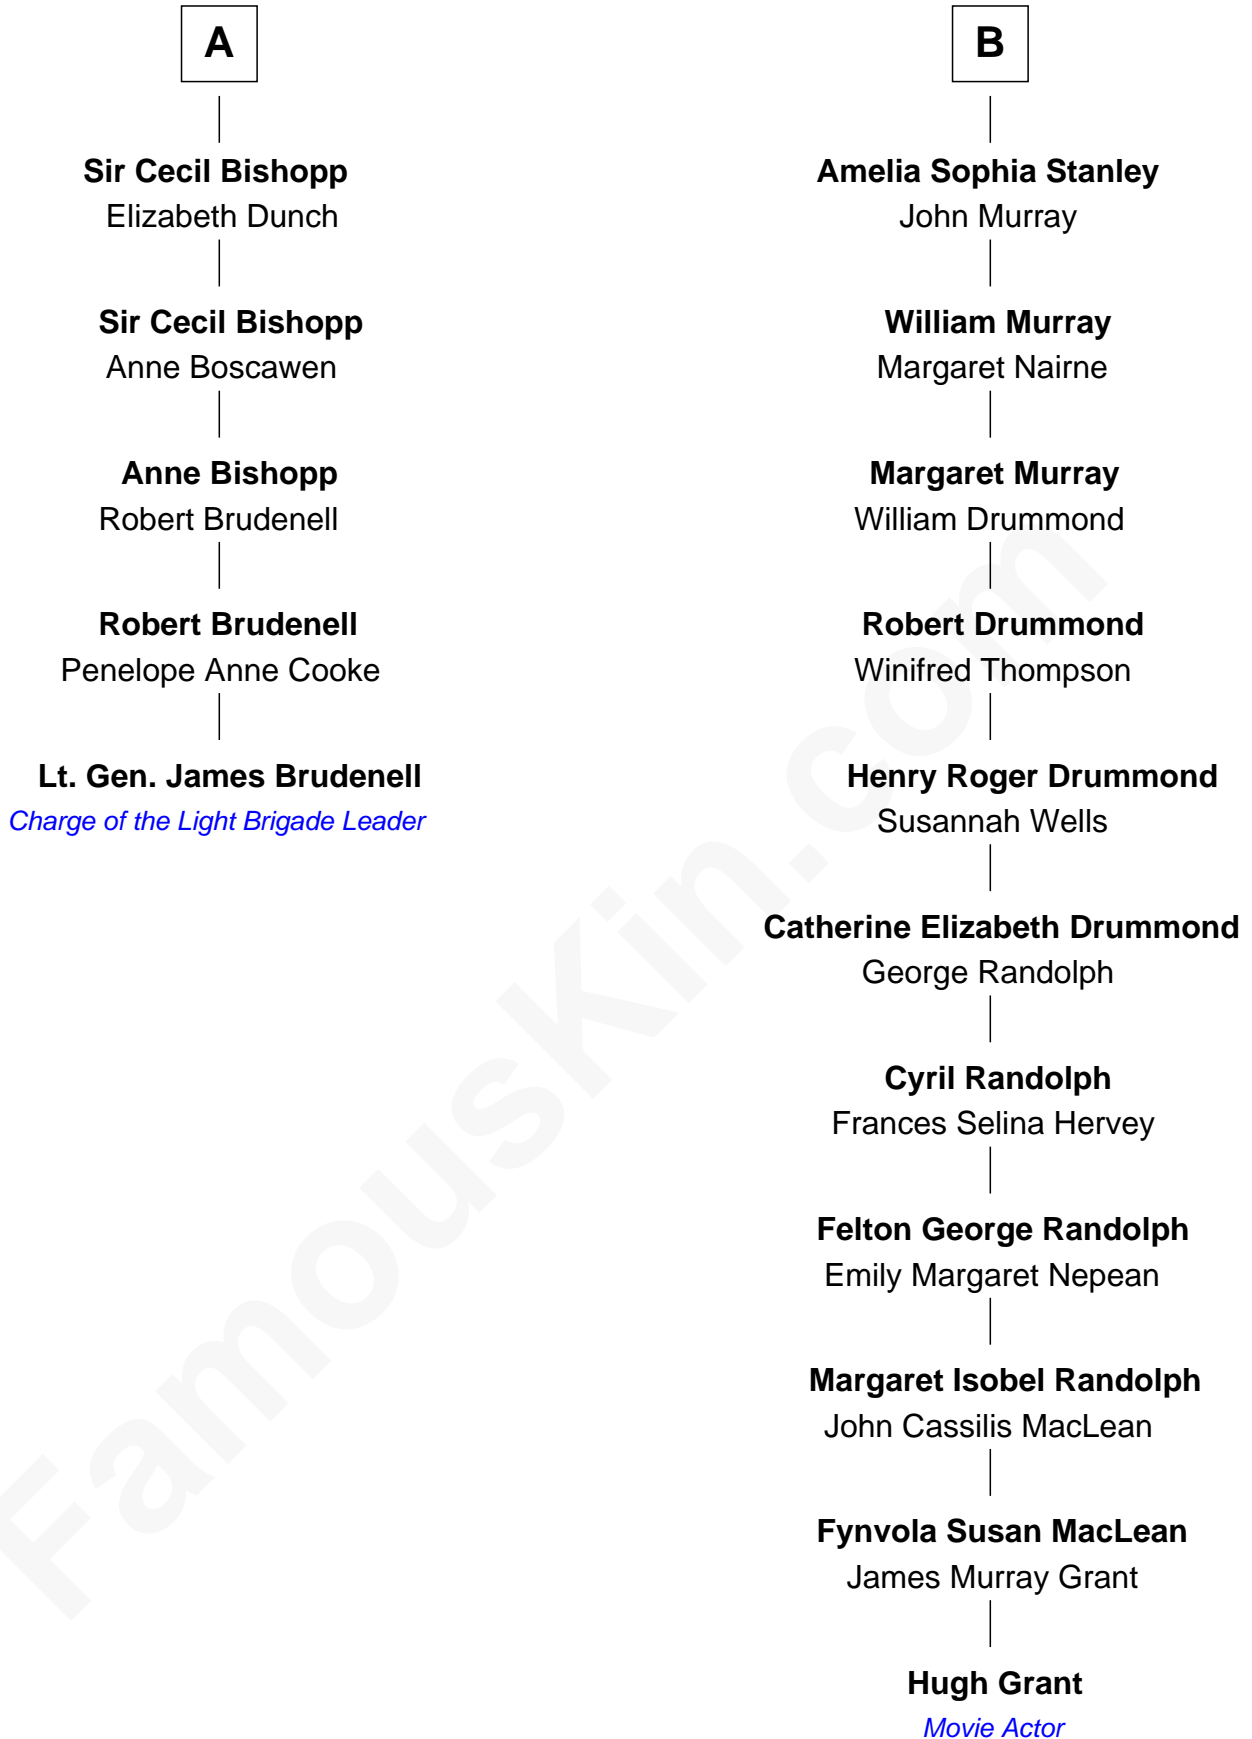 A
Sir Cecil Bishopp
Elizabeth Dunch
Sir Cecil Bishopp
Anne Boscawen
Anne Bishopp
Robert Brudenell
Robert Brudenell
Penelope Anne Cooke
Lt. Gen. James Brudenell
Charge of the Light Brigade Leader
B
Amelia Sophia Stanley
John Murray
William Murray
Margaret Nairne
Margaret Murray
William Drummond
Robert Drummond
Winifred Thompson
Henry Roger Drummond
Susannah Wells
Catherine Elizabeth Drummond
George Randolph
Cyril Randolph
Frances Selina Hervey
Felton George Randolph
Emily Margaret Nepean
Margaret Isobel Randolph
John Cassilis MacLean
Fynvola Susan MacLean
James Murray Grant
Hugh Grant
Movie Actor
FamousKin.com